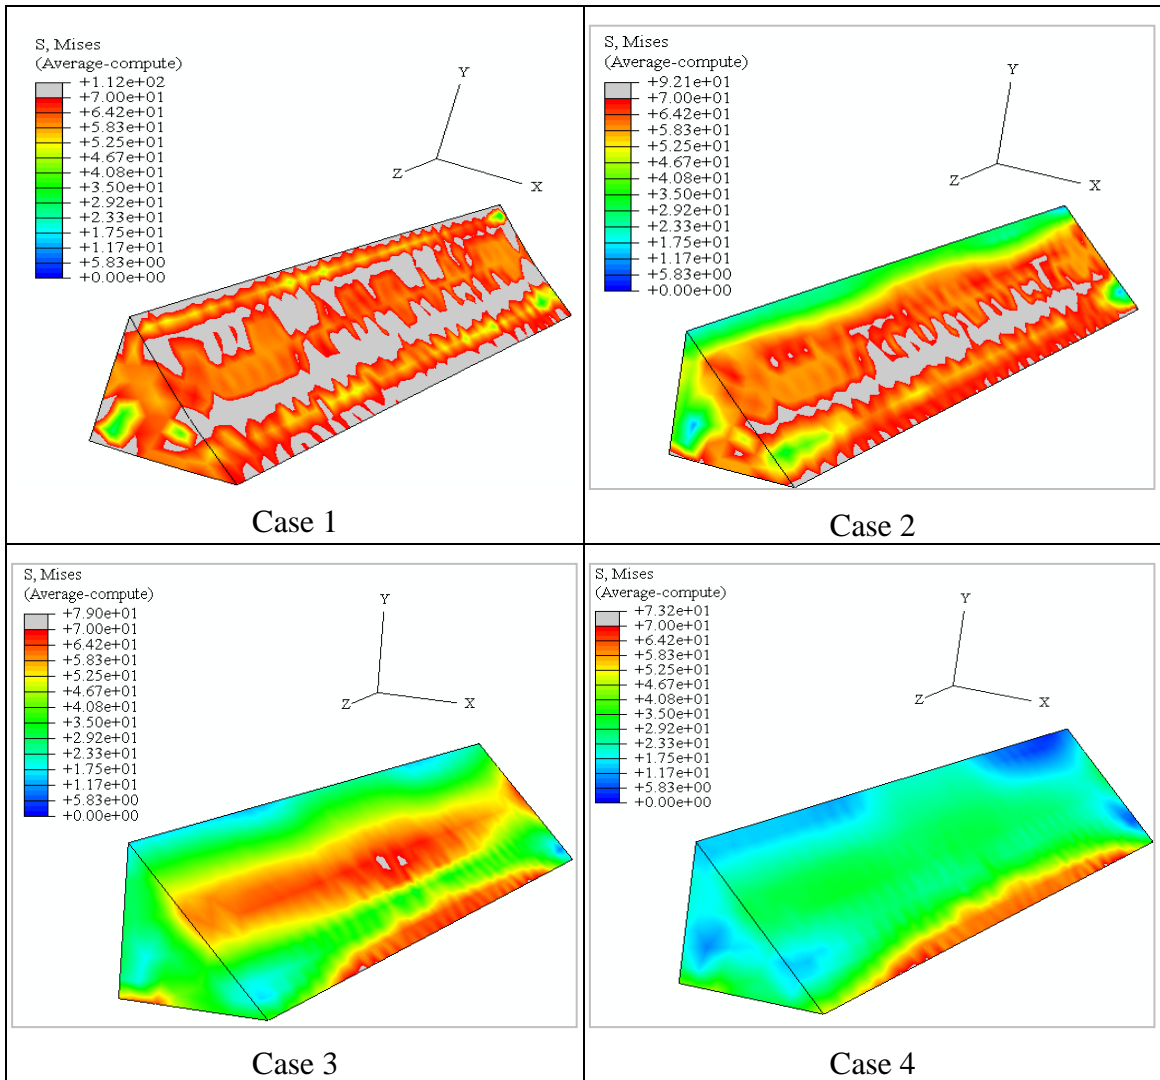 S, Mises
(Average-compute)
+1.12e+02
+7.00e+01
+6.42e+01
+5.83e+01
+5.25e+01
+4.67e+01
+4.08e+01
+3.50e+01
+2.92e+01
+2.33e+01
+1.75e+01
+1.17e+01
+5.83e+00
+0.00e+00
Y
Z
X
Case 1
S, Mises
(Average-compute)
+9.21e+01
+7.00e+01
+6.42e+01
+5.83e+01
+5.25e+01
+4.67e+01
+4.08e+01
+3.50e+01
+2.92e+01
+2.33e+01
+1.75e+01
+1.17e+01
+5.83e+00
+0.00e+00
Y
Z
X
Case 2
S, Mises
(Average-compute)
+7.90e+01
+7.00e+01
+6.42e+01
+5.83e+01
+5.25e+01
+4.67e+01
+4.08e+01
+3.50e+01
+2.92e+01
+2.33e+01
+1.75e+01
+1.17e+01
+5.83e+00
+0.00e+00
Y
Z
X
Case 3
S, Mises
(Average-compute)
+7.32e+01
+7.00e+01
+6.42e+01
+5.83e+01
+5.25e+01
+4.67e+01
+4.08e+01
+3.50e+01
+2.92e+01
+2.33e+01
+1.75e+01
+1.17e+01
+5.83e+00
+0.00e+00
Y
Z
X
Case 4